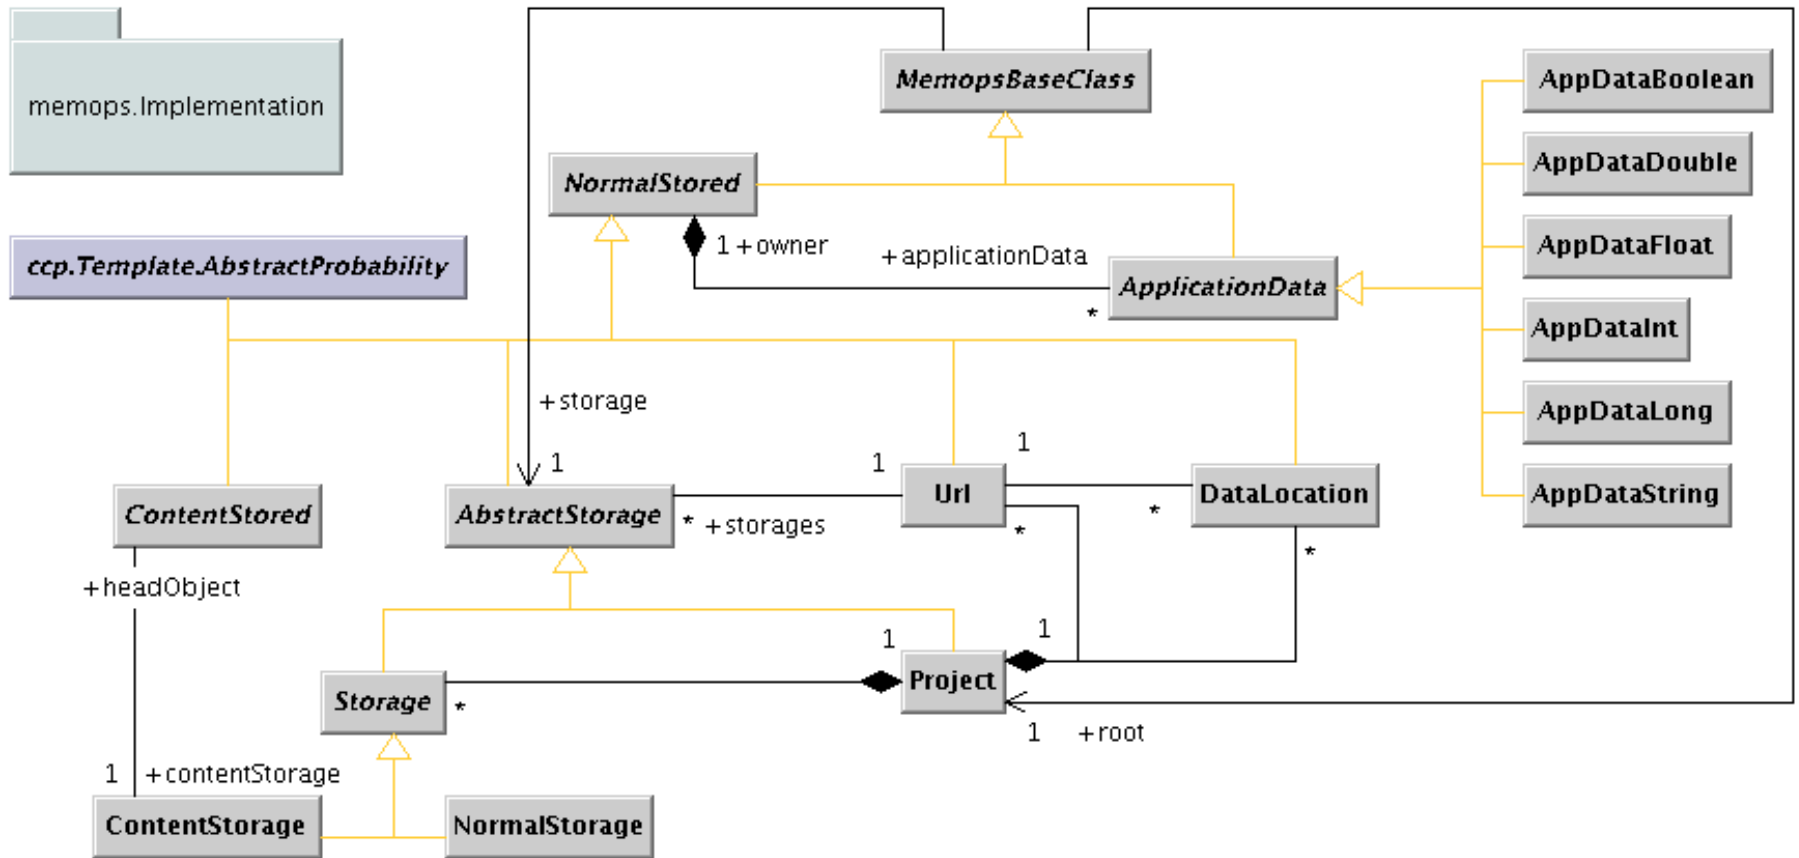 MemopsBaseClass
AppDataBoolean
memops.Implementation
AppDataDouble
NormalStored
1 +owner
+applicationData
AppDataFloat
ccp.Template.AbstractProbability
ApplicationData
*
AppDataInt
+storage
AppDataLong
1
1
1
Url
DataLocation
AppDataString
ContentStored
AbstractStorage
* +storages
*
*
*
+headObject
1
1
Project
Storage
*
1 +root
1 +contentStorage
ContentStorage
NormalStorage